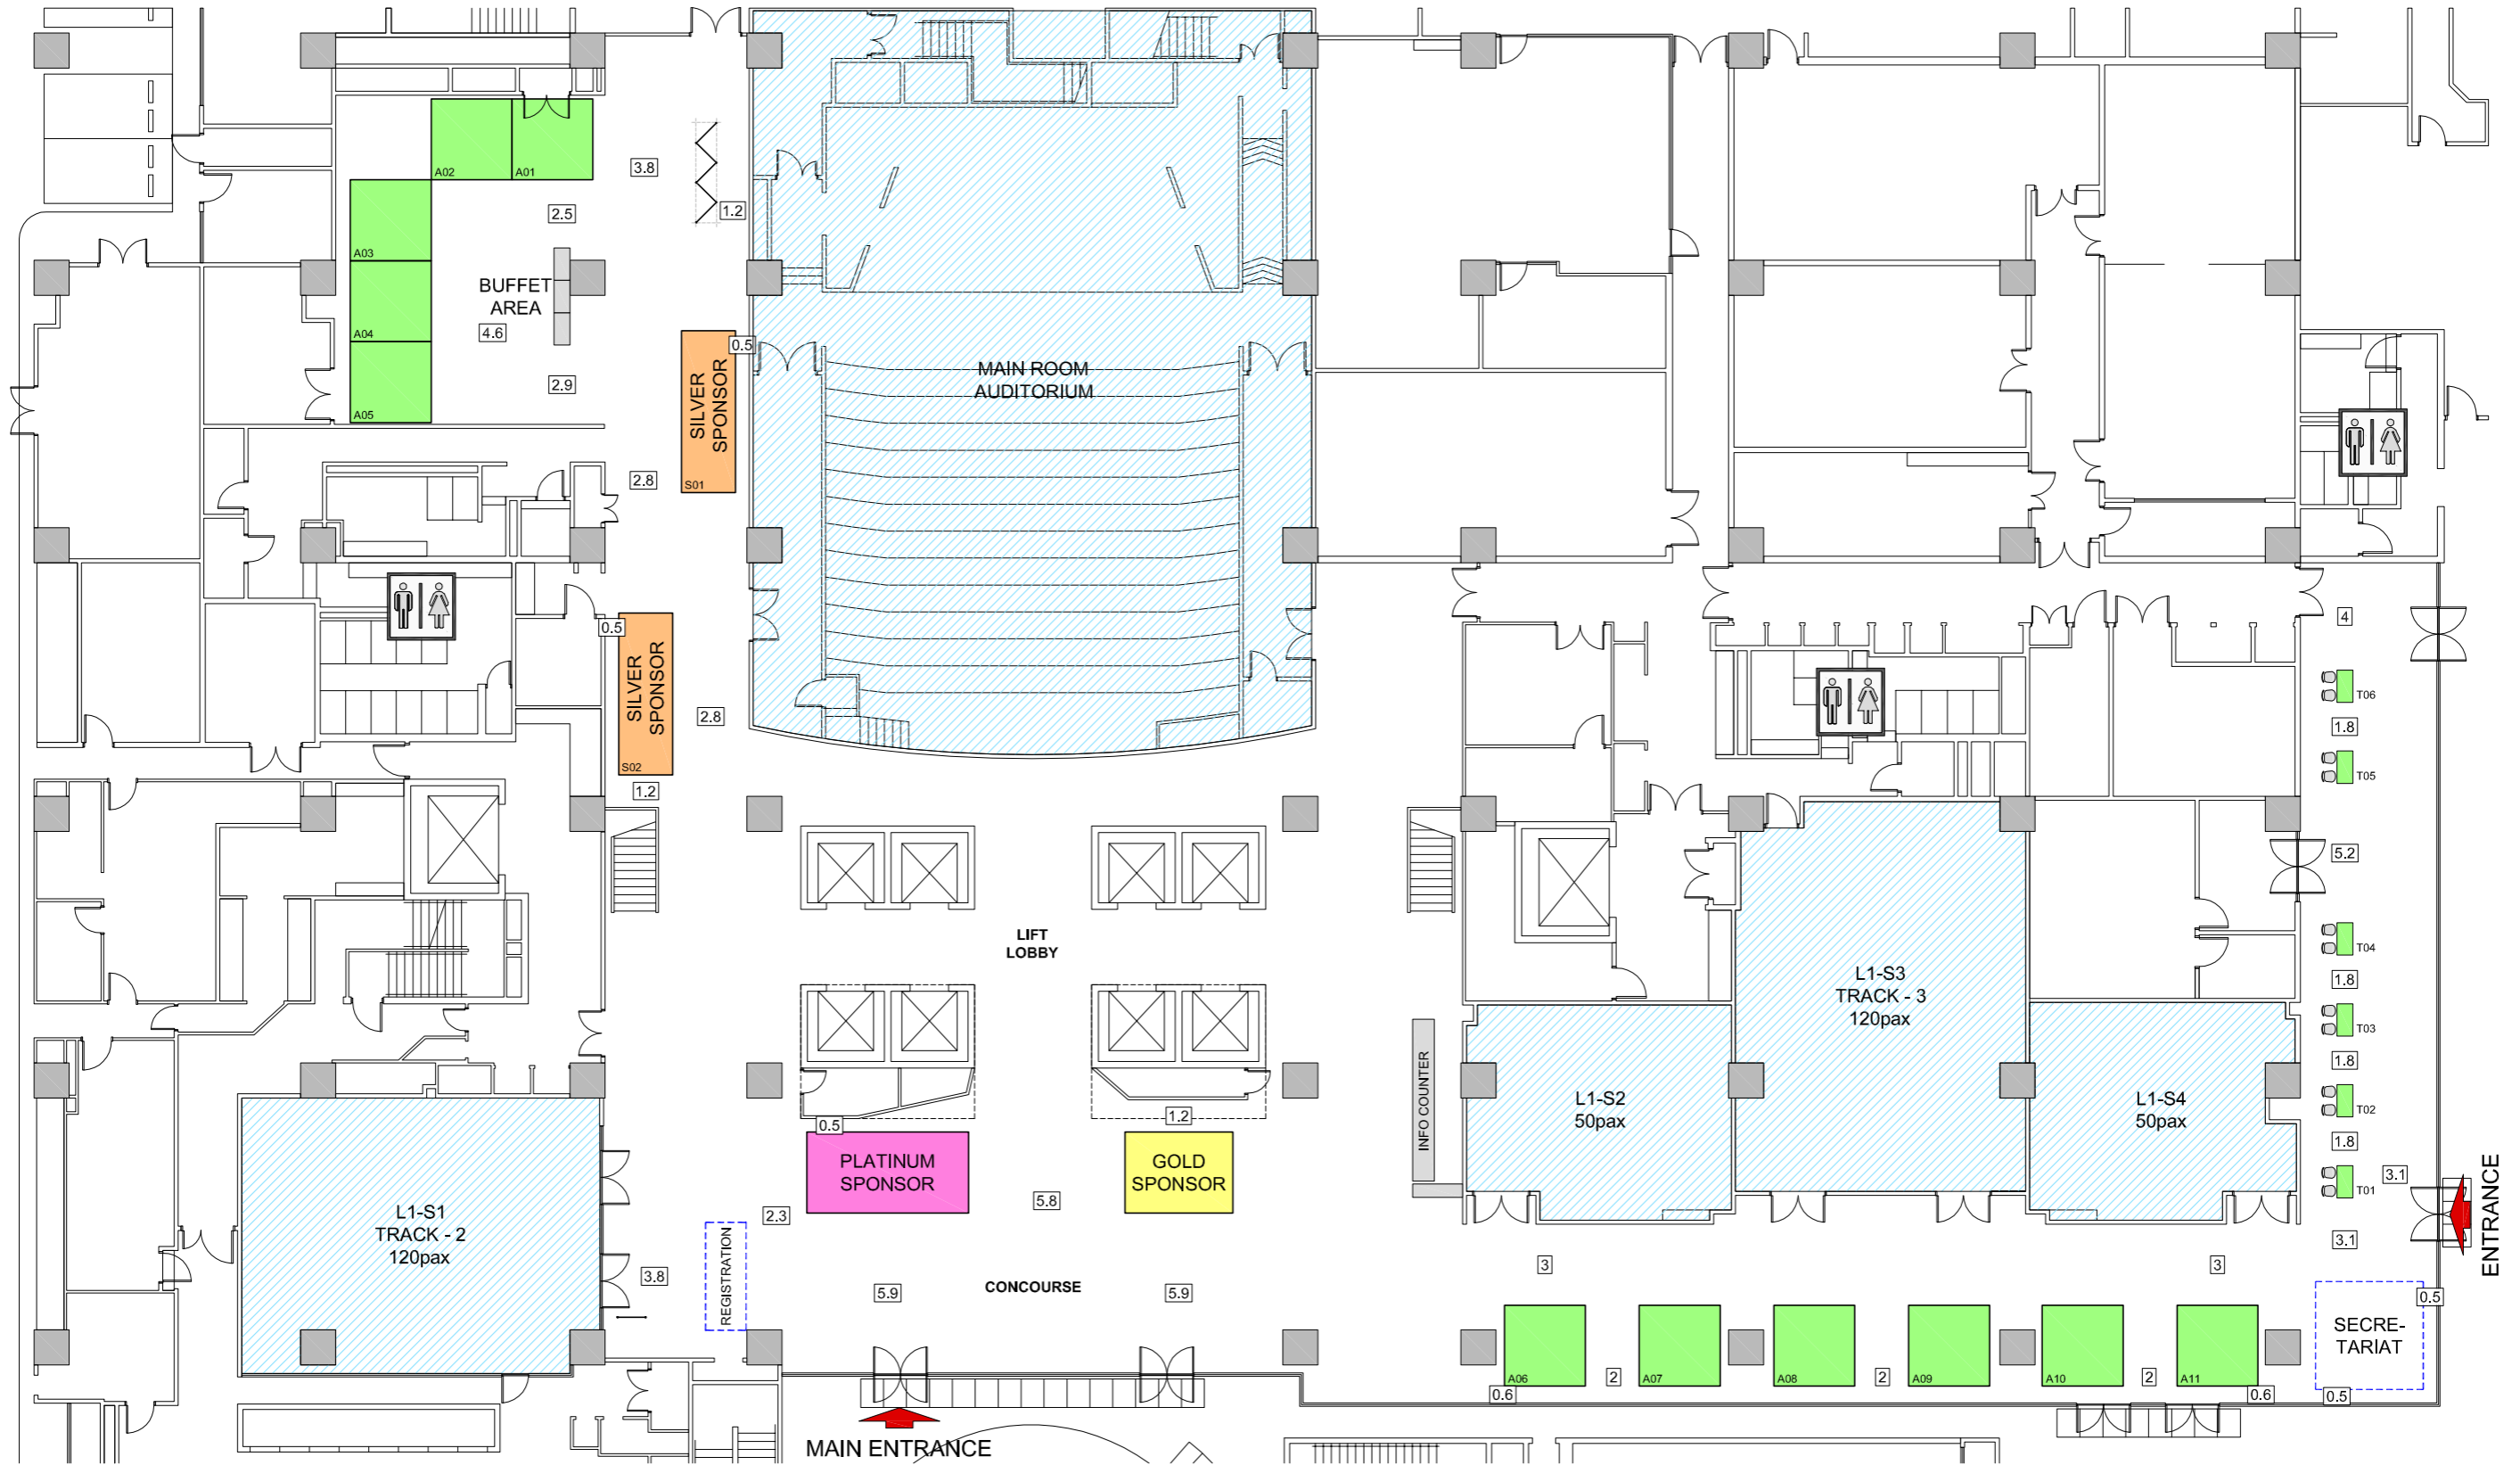 A02
A01
3.8
2.5
1.2
A03
BUFFET
AREA
A04
4.6
0.5
SILVER
SPONSOR
S01
MAIN ROOM
AUDITORIUM
2.9
A05
2.8
0.5
SILVER
SPONSOR
S02
2.8
1.2
4
T06
1.8
T05
5.2
LIFT
LOBBY
T04
1.8
L1-S3
TRACK - 3
120pax
T03
1.8
INFO COUNTER
L1-S2
50pax
L1-S4
50pax
T02
1.8
0.5
1.2
PLATINUM
SPONSOR
GOLD
SPONSOR
5.8
2.3
T01
3.1
ENTRANCE
L1-S1
TRACK - 2
120pax
REGISTRATION
3.8
CONCOURSE
5.9
5.9
3
3
3.1
0.5
SECRE-
TARIAT
A06
2
A07
A08
2
A09
A10
2
A11
0.6
0.6
0.5
MAIN ENTRANCE